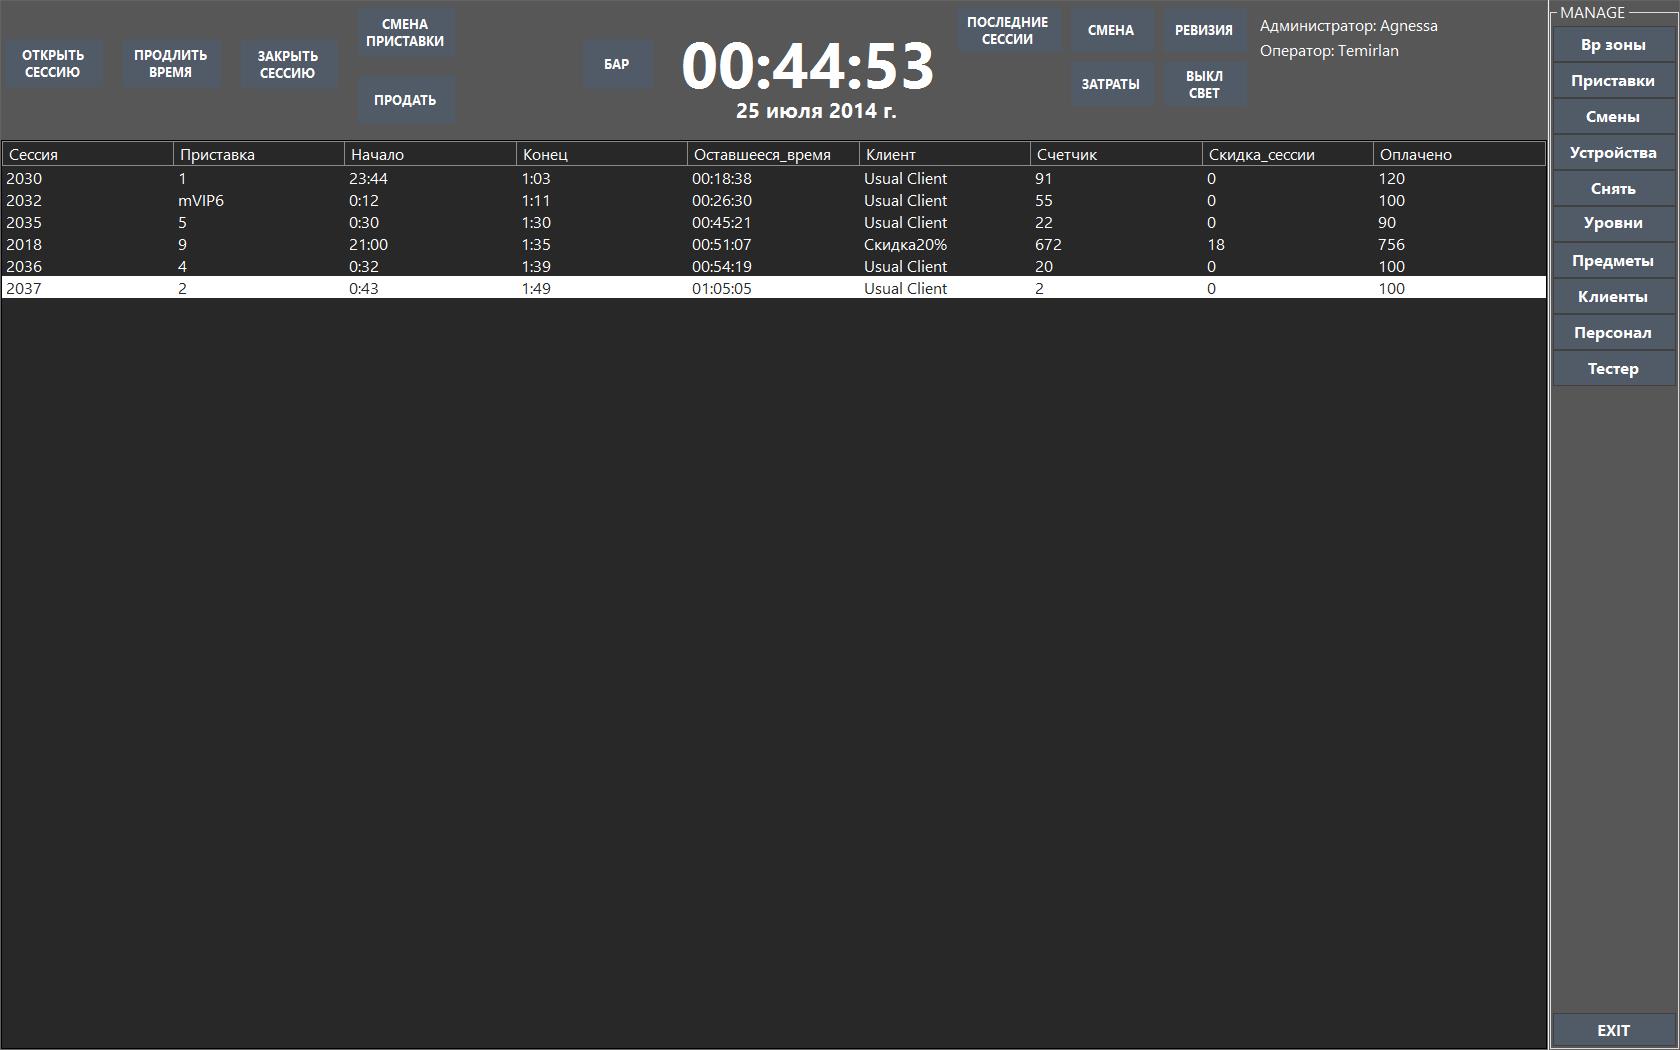 ОТКРЫТЬ
СЕССИЮ
ПРОДЛИТЬ
ВРЕМЯ
ЗАКРЫТЬ
СЕССИЮ
СМЕНА
ПРИСТАВКИ
ПРОДАТЬ
БАР
00:44:53
25 июля 2014 г.
ПОСЛЕДНИЕ
СЕССИИ
СМЕНА
РЕВИЗИЯ
ЗАТРАТЫ
ВЫКЛ
СВЕТ
Администратор: Agnessa
Оператор: Temirlan
Сессия Приставка Начало Конец Оставшееся_время Клиент Счетчик Скидка_сессии Оплачено
2030 1 23:44 1:03 00:18:38 Usual Client 91 0 120
2032 mVIP6 0:12 1:11 00:26:30 Usual Client 55 0 100
2035 5 0:30 1:30 00:45:21 Usual Client 22 0 90
2018 9 21:00 1:35 00:51:07 Скидка20% 672 18 756
2036 4 0:32 1:39 00:54:19 Usual Client 20 0 100
2037 2 0:43 1:49 01:05:05 Usual Client 2 0 100
MANAGE
Вр зоны
Приставки
Смены
Устройства
Снять
Уровни
Предметы
Клиенты
Персонал
Тестер
EXIT